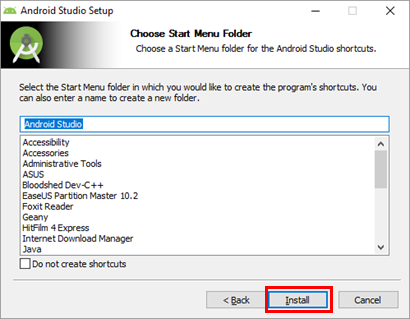 Android Studio Setup
Choose Start Menu Folder
Choose a Start Menu folder for the Android Studio shortcuts.
Select the Start Menu folder in which you would like to create the program's shortcuts. You
can also enter a name to create a new folder.
Android Studio
Accessibility
Accessories
Administrative Tools
ASUS
Bloodshed Dev-C++
EaseUS Partition Master 10.2
Foxit Reader
Geany
HitFilm 4 Express
Internet Download Manager
Java
Do not create shortcuts
< Back
Install
Cancel